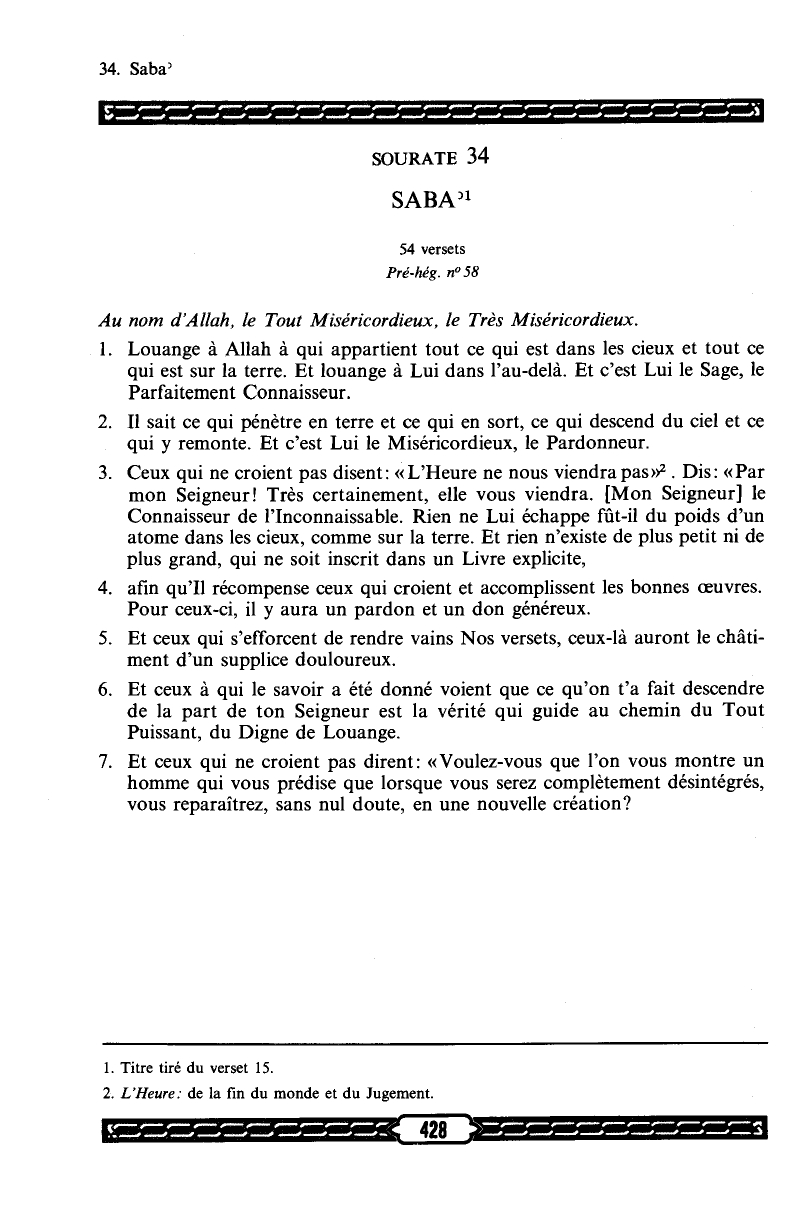 34. Sabaʾ
SOURATE 34
SABAʾ¹
54 versets
Pré-hég. nº 58
Au nom d'Allah, le Tout Miséricordieux, le Très Miséricordieux.
1. Louange à Allah à qui appartient tout ce qui est dans les cieux et tout ce
qui est sur la terre. Et louange à Lui dans l'au-delà. Et c'est Lui le Sage, le
Parfaitement Connaisseur.
2. Il sait ce qui pénètre en terre et ce qui en sort, ce qui descend du ciel et ce
qui y remonte. Et c'est Lui le Miséricordieux, le Pardonneur.
3. Ceux qui ne croient pas disent: «L'Heure ne nous viendra pas»². Dis: «Par
mon Seigneur! Très certainement, elle vous viendra. [Mon Seigneur] le
Connaisseur de l'Inconnaissable. Rien ne Lui échappe fût-il du poids d'un
atome dans les cieux, comme sur la terre. Et rien n'existe de plus petit ni de
plus grand, qui ne soit inscrit dans un Livre explicite,
4. afin qu'Il récompense ceux qui croient et accomplissent les bonnes œuvres.
Pour ceux-ci, il y aura un pardon et un don généreux.
5. Et ceux qui s'efforcent de rendre vains Nos versets, ceux-là auront le châti-
ment d'un supplice douloureux.
6. Et ceux à qui le savoir a été donné voient que ce qu'on t'a fait descendre
de la part de ton Seigneur est la vérité qui guide au chemin du Tout
Puissant, du Digne de Louange.
7. Et ceux qui ne croient pas dirent: «Voulez-vous que l'on vous montre un
homme qui vous prédise que lorsque vous serez complètement désintégrés,
vous reparaîtrez, sans nul doute, en une nouvelle création?
1. Titre tiré du verset 15.
2. L'Heure: de la fin du monde et du Jugement.
428